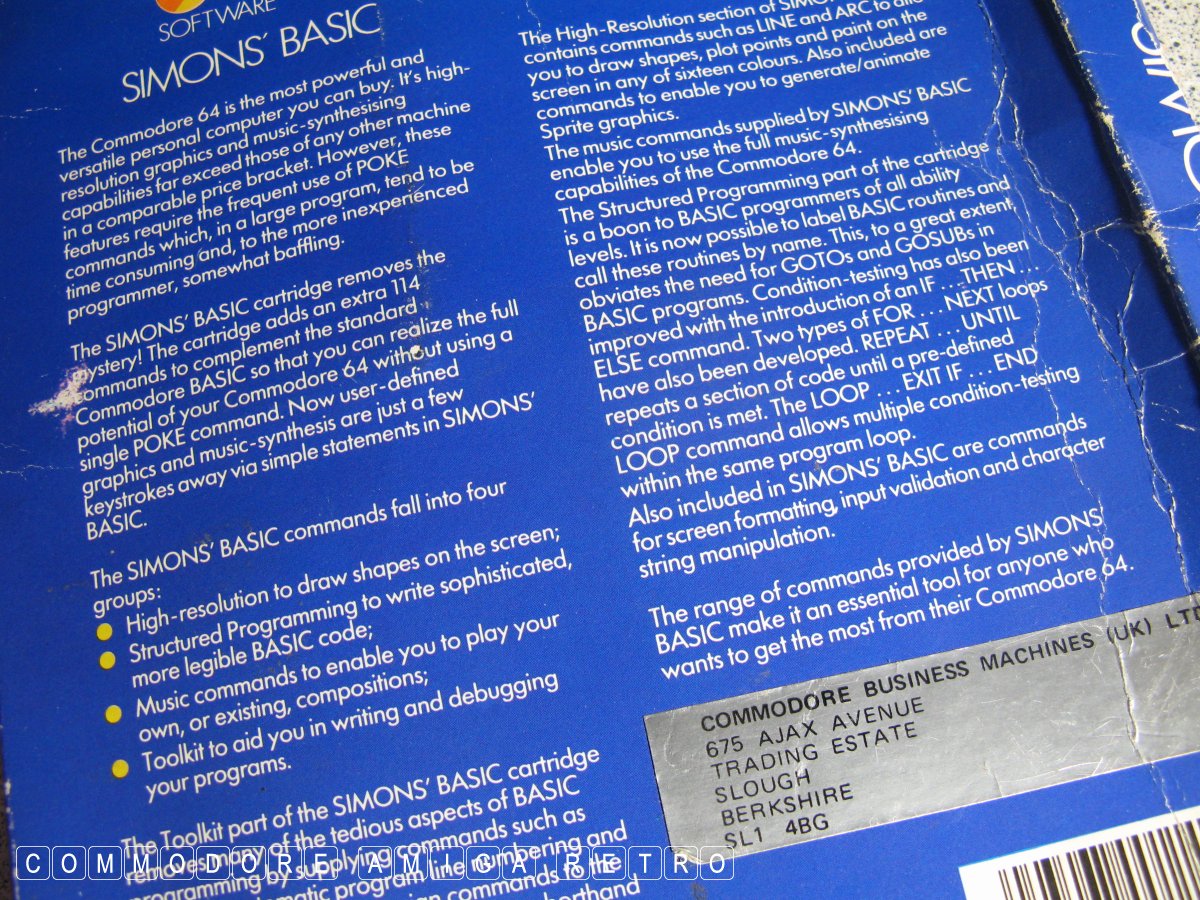 SOFTWARE
SIMONS' BASIC
The Commodore 64 is the most powerful and
versatile personal computer you can buy. It's high-
resolution graphics and music-synthesising
capabilities far exceed those of any other machine
in a comparable price bracket. However, these
features require the frequent use of POKE
commands which, in a large program, tend to be
time consuming and, to the more inexperienced
programmer, somewhat baffling.
The SIMONS' BASIC cartridge removes the
mystery! The cartridge adds an extra 114
commands to complement the standard
Commodore BASIC so that you can realize the full
potential of your Commodore 64 without using a
single POKE command. Now user-defined
graphics and music-synthesis are just a few
keystrokes away via simple statements in SIMONS'
BASIC.
The SIMONS' BASIC commands fall into four
groups:
High-resolution to draw shapes on the screen;
Structured Programming to write sophisticated,
more legible BASIC code;
Music commands to enable you to play your
own, or existing, compositions;
Toolkit to aid you in writing and debugging
your programs.
The Toolkit part of the SIMONS' BASIC cartridge
removes many of the tedious aspects of BASIC
programming by supplying commands such as
program line numbering and
commands to the
The High-Resolution section of
contains commands such as LINE and ARC to
you to draw shapes, plot points and paint on the
screen in any of sixteen colours. Also included are
commands to enable you to generate/animate
Sprite graphics.
The music commands supplied by SIMONS' BASIC
enable you to use the full music-synthesising
capabilities of the Commodore 64.
The Structured Programming part of the cartridge
is a boon to BASIC programmers of all ability
levels. It is now possible to label BASIC routines and
call these routines by name. This, to a great extent,
obviates the need for GOTOs and GOSUBs in
BASIC programs. Condition-testing has also been
improved with the introduction of an IF ... THEN ...
ELSE command. Two types of FOR ... NEXT loops
have also been developed. REPEAT ... UNTIL
repeats a section of code until a pre-defined
condition is met. The LOOP ... EXIT IF ... END
LOOP command allows multiple condition-testing
within the same program loop.
Also included in SIMONS' BASIC are commands
for screen formatting, input validation and character
string manipulation.
The range of commands provided by SIMONS'
BASIC make it an essential tool for anyone who
wants to get the most from their Commodore 64.
COMMODORE BUSINESS MACHINES (UK) LTD
675 AJAX AVENUE
TRADING ESTATE
SLOUGH
BERKSHIRE
SL1 4BG
COMMODORE AMIGA RETRO